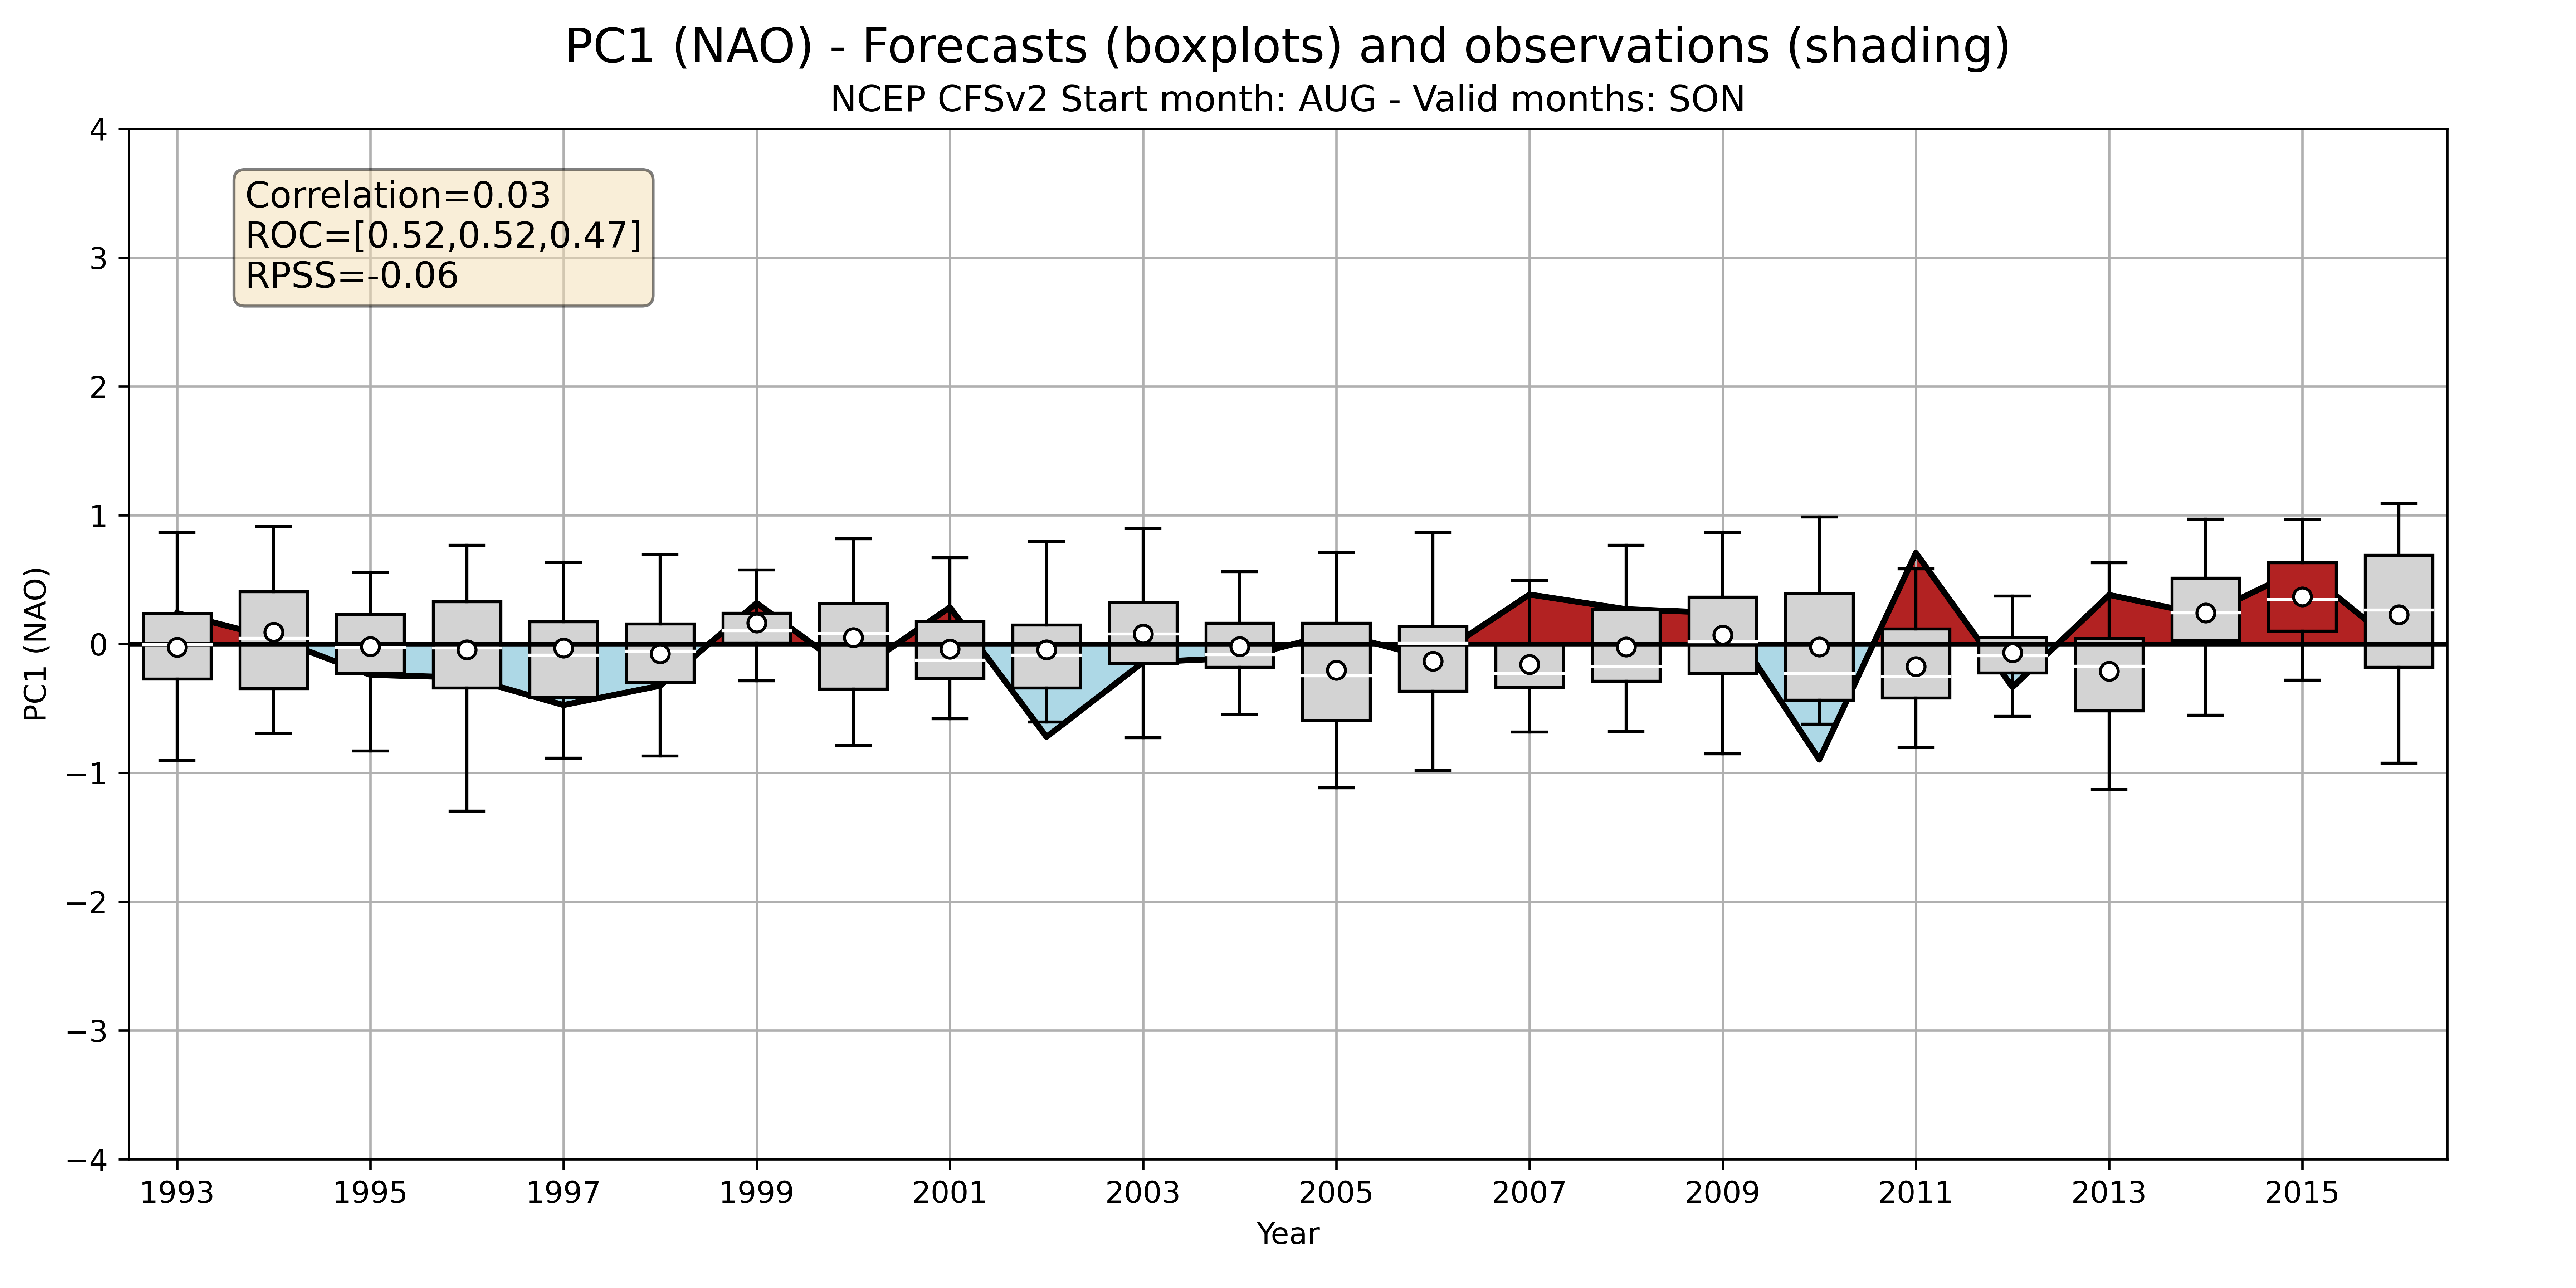 PC1 (NAO) - Forecasts (boxplots) and observations (shading)
NCEP CFSv2 Start month: AUG - Valid months: SON
Correlation=0.03
ROC=[0.52,0.52,0.47]
RPSS=-0.06
PC1 (NAO)
4
3
2
1
0
−1
−2
−3
−4
1993 1995 1997 1999 2001 2003 2005 2007 2009 2011 2013 2015
Year